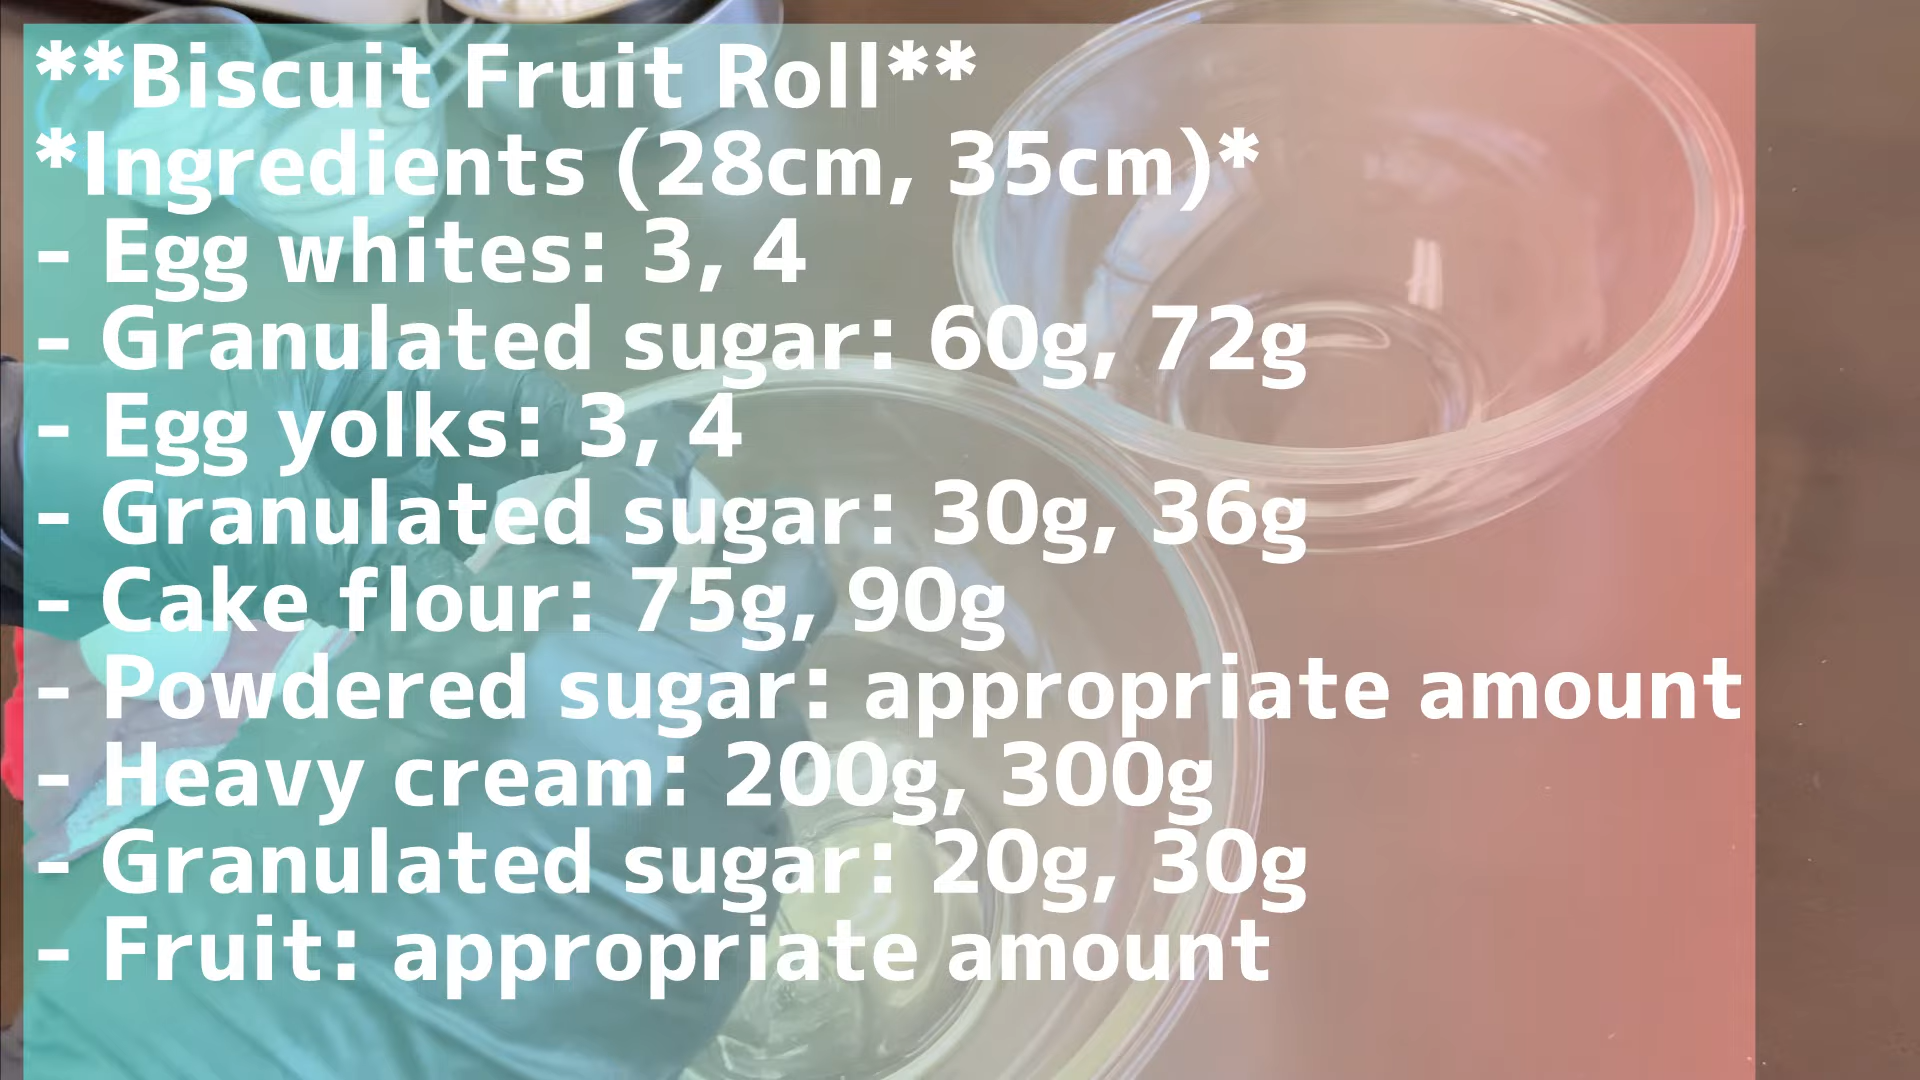 **Biscuit Fruit Roll**
*Ingredients (28cm, 35cm)*
- Egg whites: 3, 4
- Granulated sugar: 60g, 72g
- Egg yolks: 3, 4
- Granulated sugar: 30g, 36g
- Cake flour: 75g, 90g
- Powdered sugar: appropriate amount
- Heavy cream: 200g, 300g
- Granulated sugar: 20g, 30g
- Fruit: appropriate amount